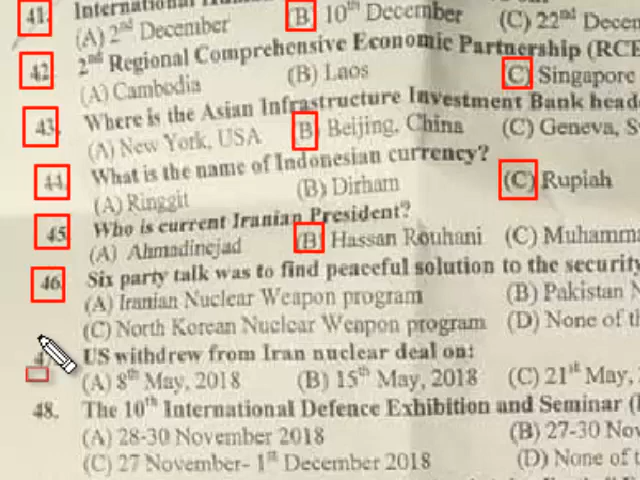 41. International
(A) 2nd December (B) 10th December (C) 22nd Decem
42. 2nd Regional Comprehensive Economic Partnership (RCE
(A) Cambodia (B) Laos (C) Singapore
43. Where is the Asian Infrastructure Investment Bank head
(A) New York, USA (B) Beijing, China (C) Geneva, S
44. What is the name of Indonesian currency?
(A) Ringgit (B) Dirham (C) Rupiah
45. Who is current Iranian President?
(A) Ahmadinejad (B) Hassan Rouhani (C) Muhamma
46. Six party talk was to find peaceful solution to the security
(A) Iranian Nuclear Weapon program (B) Pakistan N
(C) North Korean Nuclear Weapon program (D) None of th
US withdrew from Iran nuclear deal on:
(A) 8th May, 2018 (B) 15th May, 2018 (C) 21st May,
48. The 10th International Defence Exhibition and Seminar (
(A) 28-30 November 2018 (B) 27-30 Nov
(C) 27 November- 1st December 2018 (D) None of t